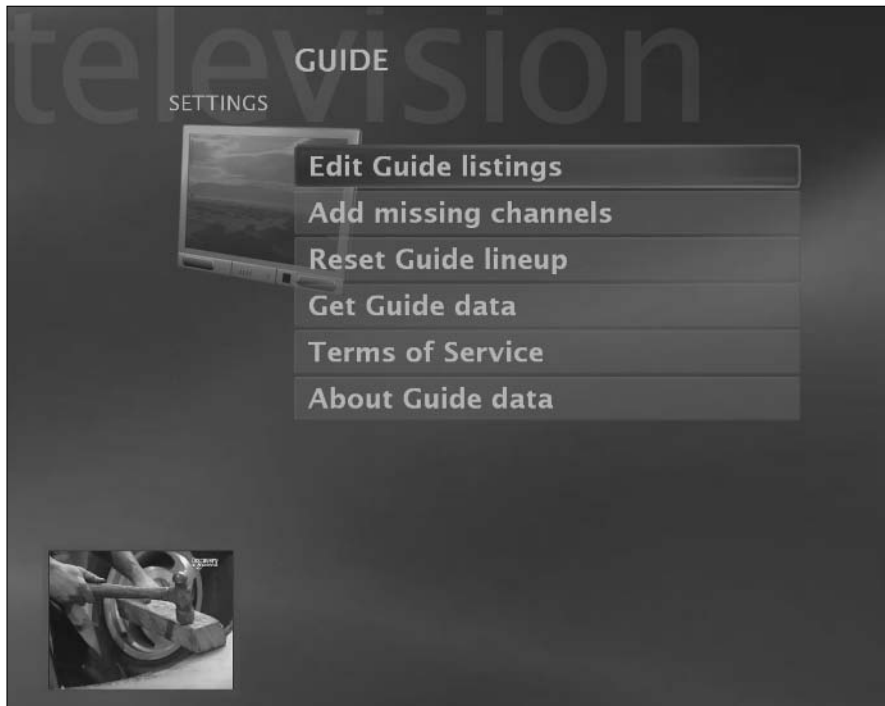 television
GUIDE
SETTINGS
Edit Guide listings
Add missing channels
Reset Guide lineup
Get Guide data
Terms of Service
About Guide data